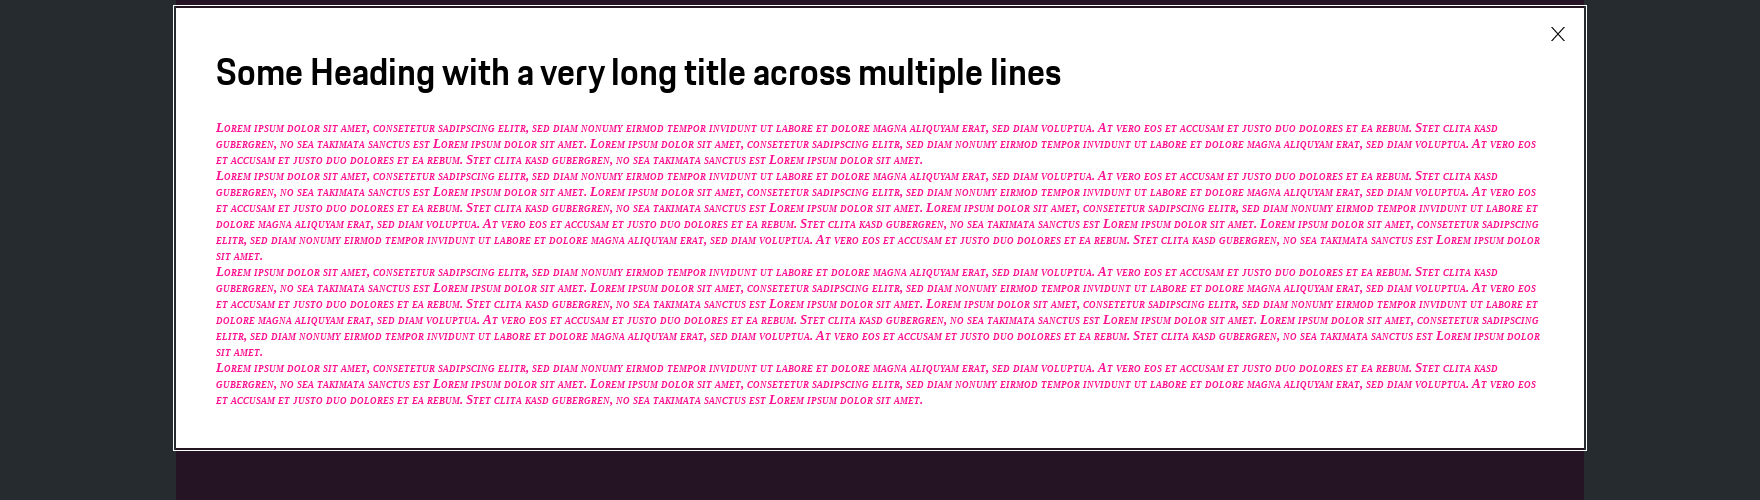 Some Heading with a very long title across multiple lines
Lorem ipsum dolor sit amet, consetetur sadipscing elitr, sed diam nonumy eirmod tempor invidunt ut labore et dolore magna aliquyam erat, sed diam voluptua. At vero eos et accusam et justo duo dolores et ea rebum. Stet clita kasd
gubergren, no sea takimata sanctus est Lorem ipsum dolor sit amet. Lorem ipsum dolor sit amet, consetetur sadipscing elitr, sed diam nonumy eirmod tempor invidunt ut labore et dolore magna aliquyam erat, sed diam voluptua. At vero eos
et accusam et justo duo dolores et ea rebum. Stet clita kasd gubergren, no sea takimata sanctus est Lorem ipsum dolor sit amet.
Lorem ipsum dolor sit amet, consetetur sadipscing elitr, sed diam nonumy eirmod tempor invidunt ut labore et dolore magna aliquyam erat, sed diam voluptua. At vero eos et accusam et justo duo dolores et ea rebum. Stet clita kasd
gubergren, no sea takimata sanctus est Lorem ipsum dolor sit amet. Lorem ipsum dolor sit amet, consetetur sadipscing elitr, sed diam nonumy eirmod tempor invidunt ut labore et dolore magna aliquyam erat, sed diam voluptua. At vero eos
et accusam et justo duo dolores et ea rebum. Stet clita kasd gubergren, no sea takimata sanctus est Lorem ipsum dolor sit amet. Lorem ipsum dolor sit amet, consetetur sadipscing elitr, sed diam nonumy eirmod tempor invidunt ut labore et
dolore magna aliquyam erat, sed diam voluptua. At vero eos et accusam et justo duo dolores et ea rebum. Stet clita kasd gubergren, no sea takimata sanctus est Lorem ipsum dolor sit amet. Lorem ipsum dolor sit amet, consetetur sadipscing
elitr, sed diam nonumy eirmod tempor invidunt ut labore et dolore magna aliquyam erat, sed diam voluptua. At vero eos et accusam et justo duo dolores et ea rebum. Stet clita kasd gubergren, no sea takimata sanctus est Lorem ipsum dolor
sit amet.
Lorem ipsum dolor sit amet, consetetur sadipscing elitr, sed diam nonumy eirmod tempor invidunt ut labore et dolore magna aliquyam erat, sed diam voluptua. At vero eos et accusam et justo duo dolores et ea rebum. Stet clita kasd
gubergren, no sea takimata sanctus est Lorem ipsum dolor sit amet. Lorem ipsum dolor sit amet, consetetur sadipscing elitr, sed diam nonumy eirmod tempor invidunt ut labore et dolore magna aliquyam erat, sed diam voluptua. At vero eos
et accusam et justo duo dolores et ea rebum. Stet clita kasd gubergren, no sea takimata sanctus est Lorem ipsum dolor sit amet. Lorem ipsum dolor sit amet, consetetur sadipscing elitr, sed diam nonumy eirmod tempor invidunt ut labore et
dolore magna aliquyam erat, sed diam voluptua. At vero eos et accusam et justo duo dolores et ea rebum. Stet clita kasd gubergren, no sea takimata sanctus est Lorem ipsum dolor sit amet. Lorem ipsum dolor sit amet, consetetur sadipscing
elitr, sed diam nonumy eirmod tempor invidunt ut labore et dolore magna aliquyam erat, sed diam voluptua. At vero eos et accusam et justo duo dolores et ea rebum. Stet clita kasd gubergren, no sea takimata sanctus est Lorem ipsum dolor
sit amet.
Lorem ipsum dolor sit amet, consetetur sadipscing elitr, sed diam nonumy eirmod tempor invidunt ut labore et dolore magna aliquyam erat, sed diam voluptua. At vero eos et accusam et justo duo dolores et ea rebum. Stet clita kasd
gubergren, no sea takimata sanctus est Lorem ipsum dolor sit amet. Lorem ipsum dolor sit amet, consetetur sadipscing elitr, sed diam nonumy eirmod tempor invidunt ut labore et dolore magna aliquyam erat, sed diam voluptua. At vero eos
et accusam et justo duo dolores et ea rebum. Stet clita kasd gubergren, no sea takimata sanctus est Lorem ipsum dolor sit amet.